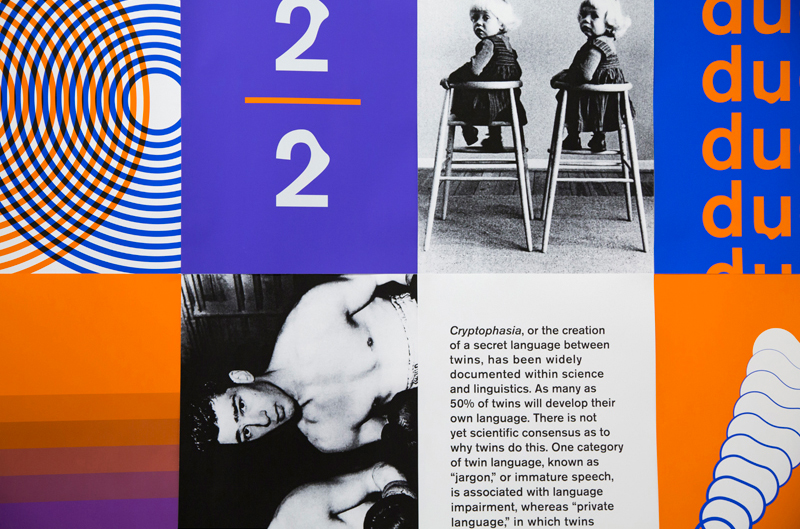 2
2
du
du
du
du
du
Cryptophasia, or the creation
of a secret language between
twins, has been widely
documented within science
and linguistics. As many as
50% of twins will develop their
own language. There is not
yet scientific consensus as to
why twins do this. One category
of twin language, known as
“jargon,” or immature speech,
is associated with language
impairment, whereas “private
language,” in which twins